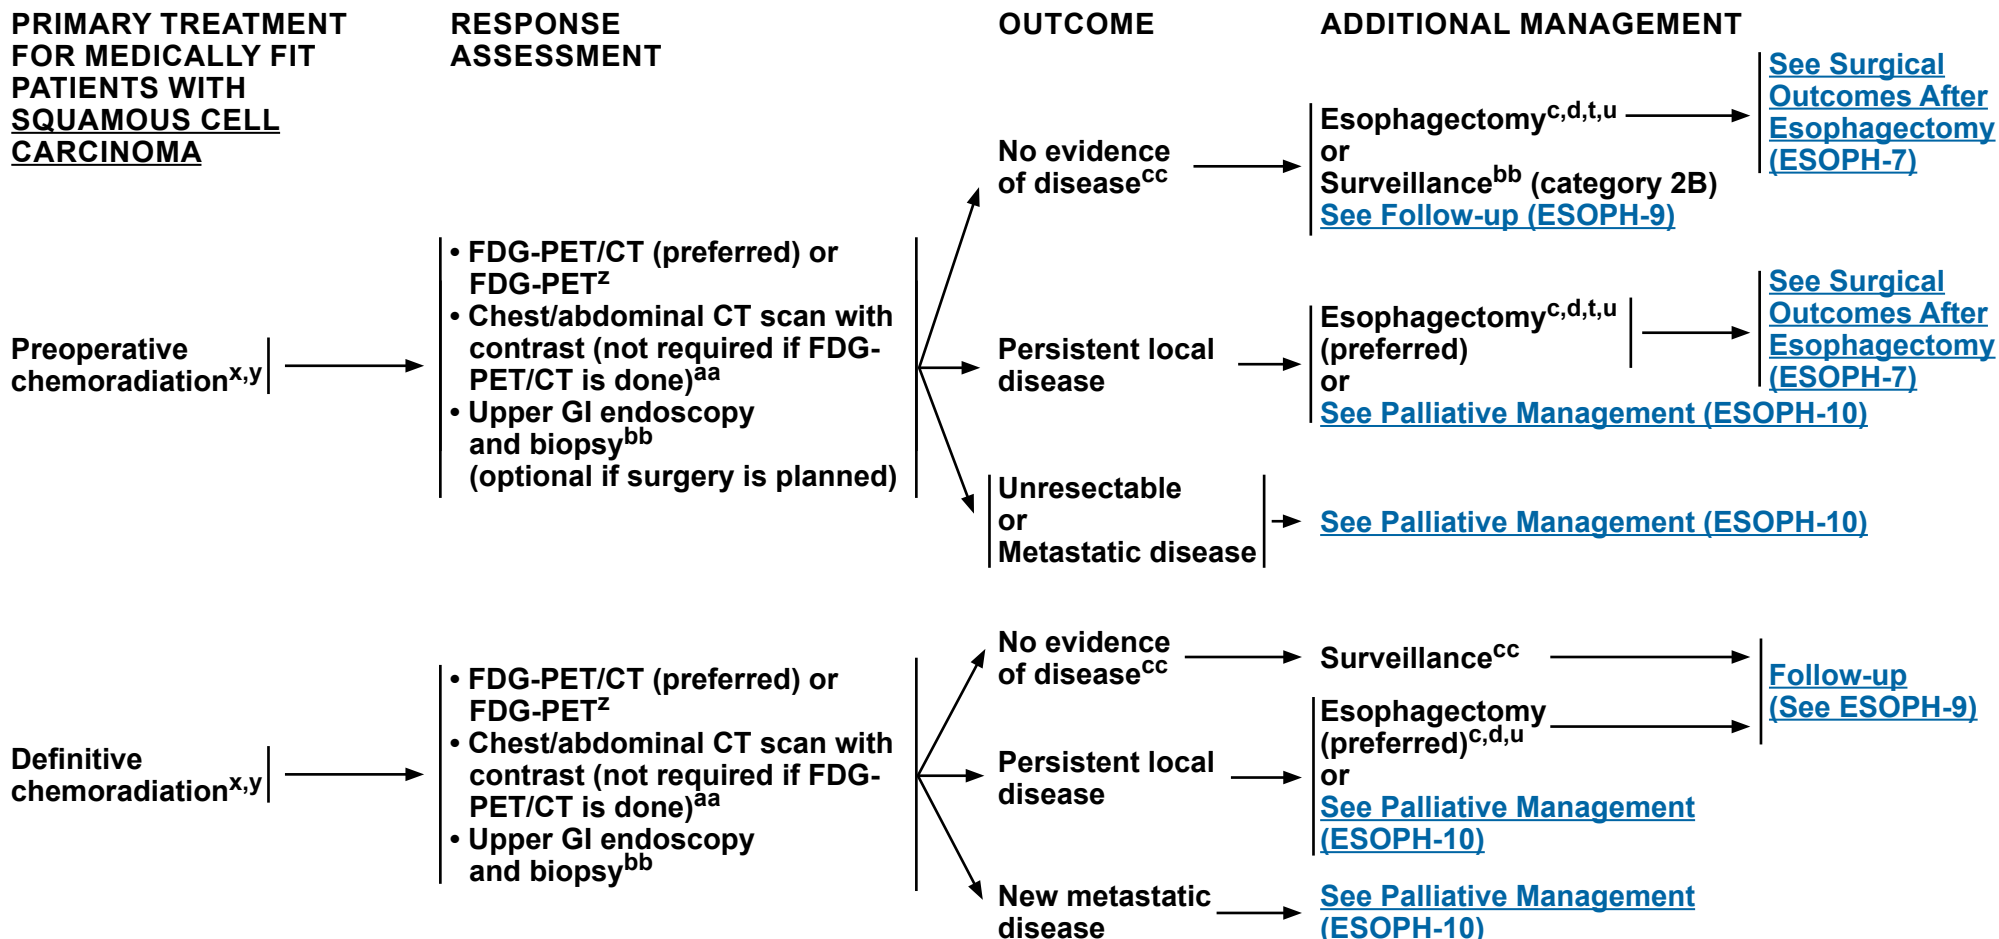 PRIMARY TREATMENT
FOR MEDICALLY FIT
PATIENTS WITH
SQUAMOUS CELL
CARCINOMA
RESPONSE
ASSESSMENT
OUTCOME
ADDITIONAL MANAGEMENT
Preoperative
chemoradiationx,y
• FDG-PET/CT (preferred) or
FDG-PETz
• Chest/abdominal CT scan with
contrast (not required if FDG-
PET/CT is done)aa
• Upper GI endoscopy
and biopsybb
(optional if surgery is planned)
No evidence
of diseasecc
Esophagectomyc,d,t,u
or
Surveillancebb (category 2B)
See Follow-up (ESOPH-9)
See Surgical
Outcomes After
Esophagectomy
(ESOPH-7)
Persistent local
disease
Esophagectomyc,d,t,u
(preferred)
or
See Palliative Management (ESOPH-10)
See Surgical
Outcomes After
Esophagectomy
(ESOPH-7)
Unresectable
or
Metastatic disease
See Palliative Management (ESOPH-10)
Definitive
chemoradiationx,y
• FDG-PET/CT (preferred) or
FDG-PETz
• Chest/abdominal CT scan with
contrast (not required if FDG-
PET/CT is done)aa
• Upper GI endoscopy
and biopsybb
No evidence
of diseasecc
Surveillancecc
Follow-up
(See ESOPH-9)
Persistent local
disease
Esophagectomy
(preferred)c,d,u
or
See Palliative Management
(ESOPH-10)
New metastatic
disease
See Palliative Management
(ESOPH-10)